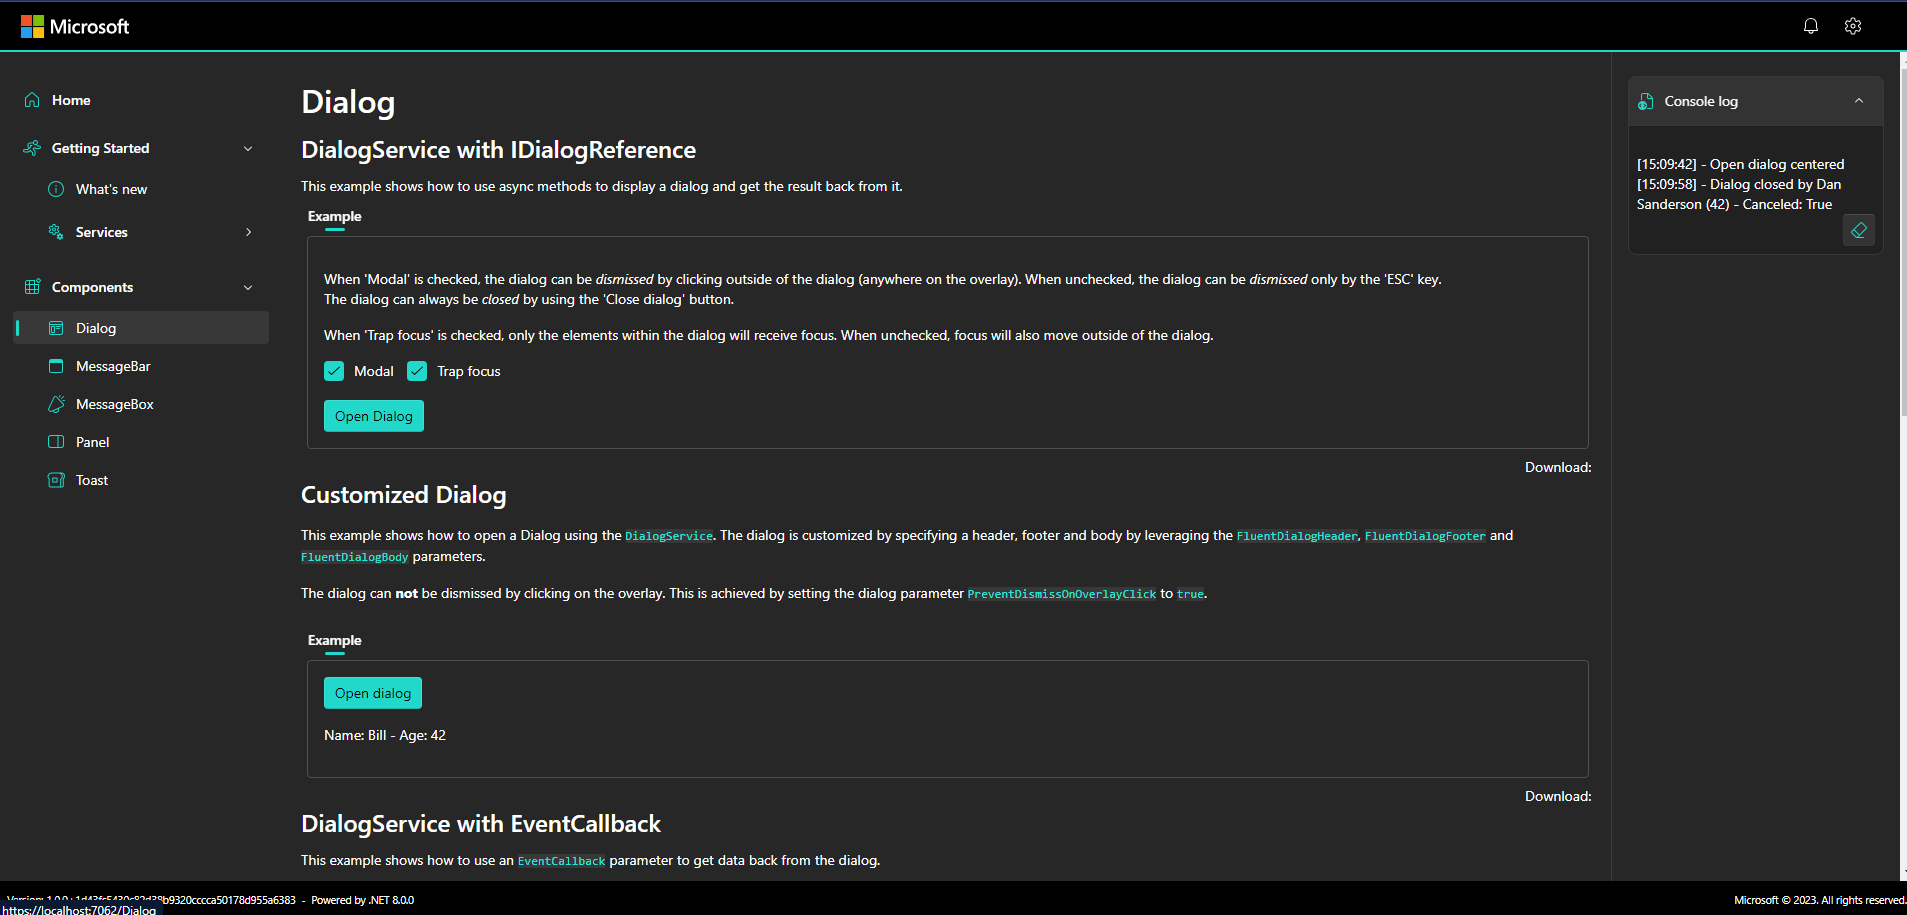 Microsoft
Home
Getting Started
What's new
Services
Components
Dialog
MessageBar
MessageBox
Panel
Toast
Dialog
DialogService with IDialogReference
This example shows how to use async methods to display a dialog and get the result back from it.
Example
When 'Modal' is checked, the dialog can be dismissed by clicking outside of the dialog (anywhere on the overlay). When unchecked, the dialog can be dismissed only by the 'ESC' key.
The dialog can always be closed by using the 'Close dialog' button.
When 'Trap focus' is checked, only the elements within the dialog will receive focus. When unchecked, focus will also move outside of the dialog.
Modal Trap focus
Open Dialog
Download:
Customized Dialog
This example shows how to open a Dialog using the DialogService. The dialog is customized by specifying a header, footer and body by leveraging the FluentDialogHeader, FluentDialogFooter and
FluentDialogBody parameters.
The dialog can not be dismissed by clicking on the overlay. This is achieved by setting the dialog parameter PreventDismissOnOverlayClick to true.
Example
Open dialog
Name: Bill - Age: 42
Download:
DialogService with EventCallback
This example shows how to use an EventCallback parameter to get data back from the dialog.
Console log
[15:09:42] - Open dialog centered
[15:09:58] - Dialog closed by Dan
Sanderson (42) - Canceled: True
Powered by .NET 8.0.0
https://localhost:7062/Dialog
Microsoft © 2023. All rights reserved.